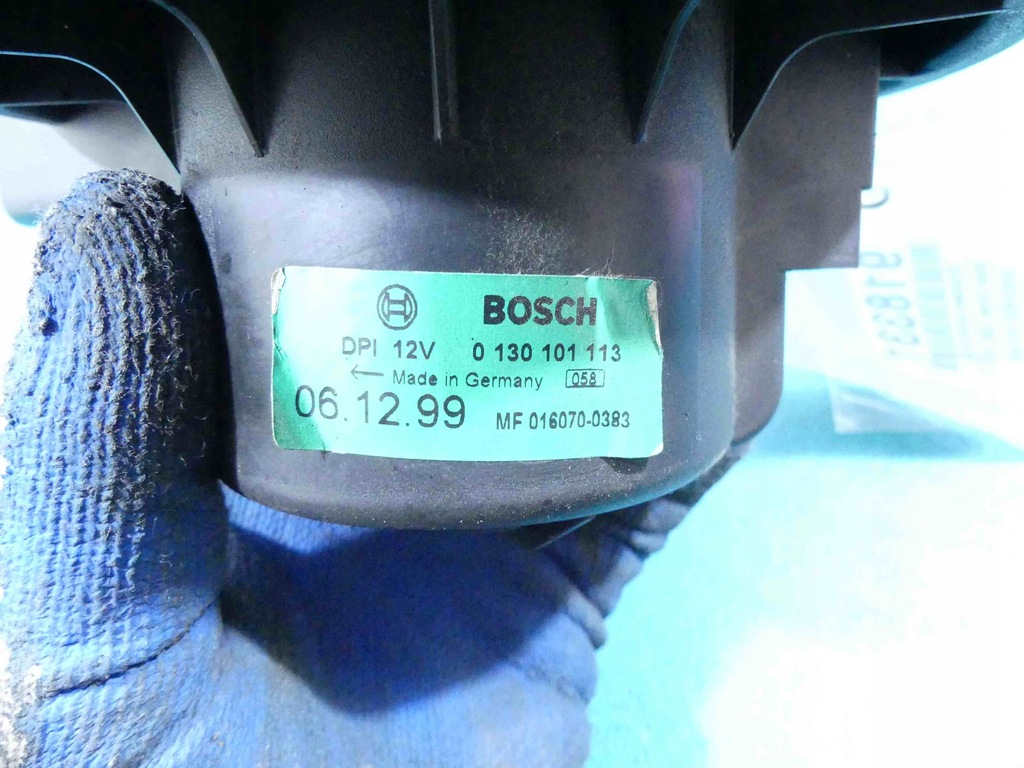 BOSCH
DPI 12V 0 130 101 113
← Made in Germany 058
06.12.99 MF 016070-0383